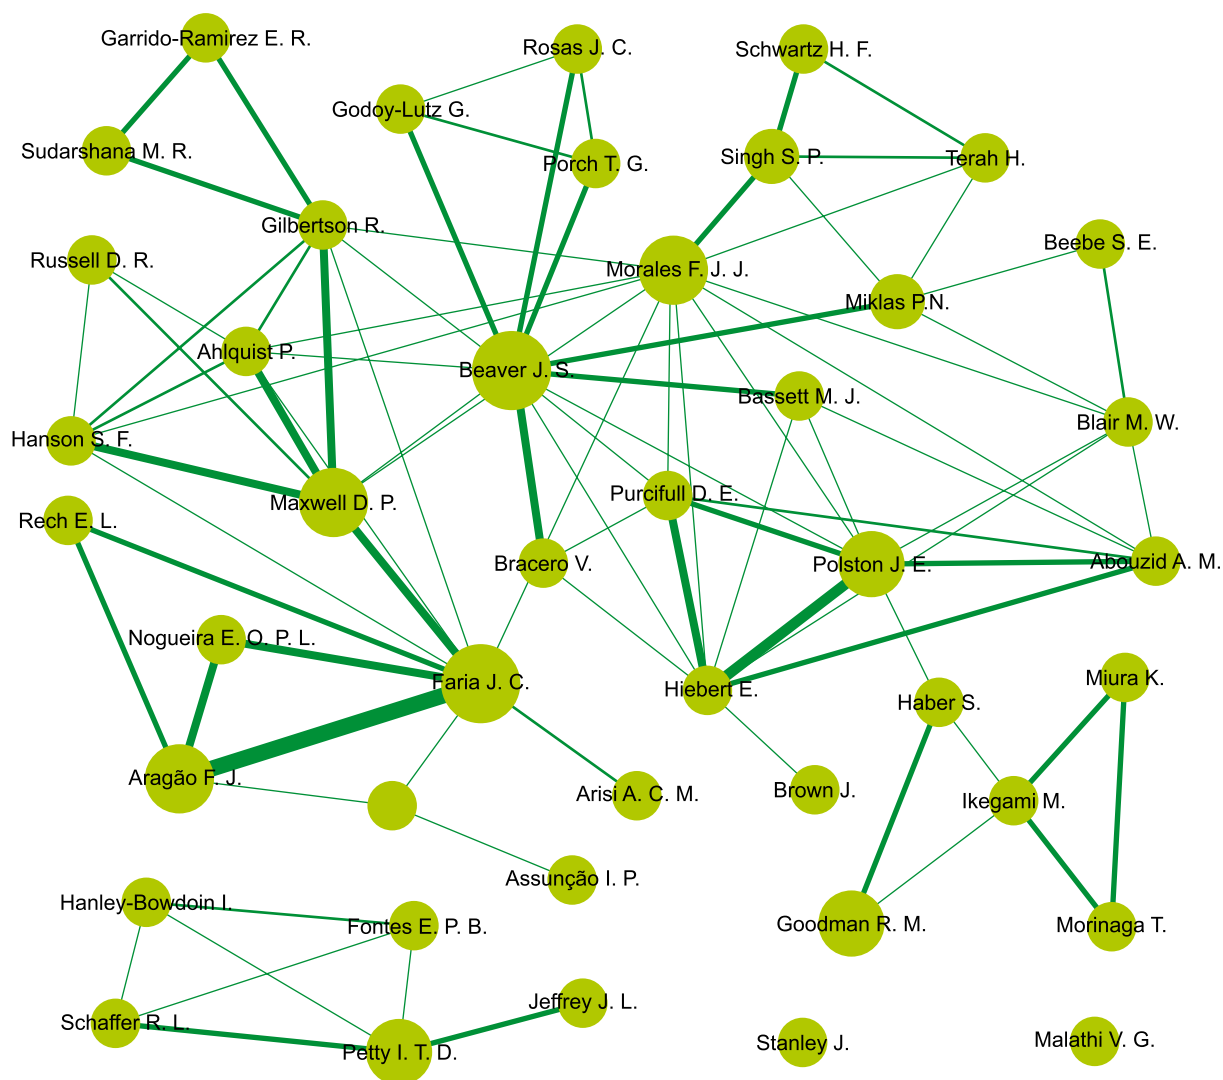 Garrido-Ramirez E. R.
Rosas J. C.
Schwartz H. F.
Godoy-Lutz G.
Sudarshana M. R.
Porch T. G.
Singh S. P.
Terah H.
Gilbertson R.
Beebe S. E.
Russell D. R.
Morales F. J. J.
Miklas P.N.
Ahlquist P.
Beaver J. S.
Bassett M. J.
Blair M. W.
Hanson S. F.
Purcifull D. E.
Maxwell D. P.
Rech E. L.
Bracero V.
Polston J. E.
Abouzid A. M.
Nogueira E. O. P. L.
Faria J. C.
Hiebert E.
Miura K.
Haber S.
Aragão F. J.
Arisi A. C. M.
Brown J.
Ikegami M.
Assunção I. P.
Hanley-Bowdoin I.
Fontes E. P. B.
Goodman R. M.
Morinaga T.
Jeffrey J. L.
Schaffer R. L.
Petty I. T. D.
Stanley J.
Malathi V. G.